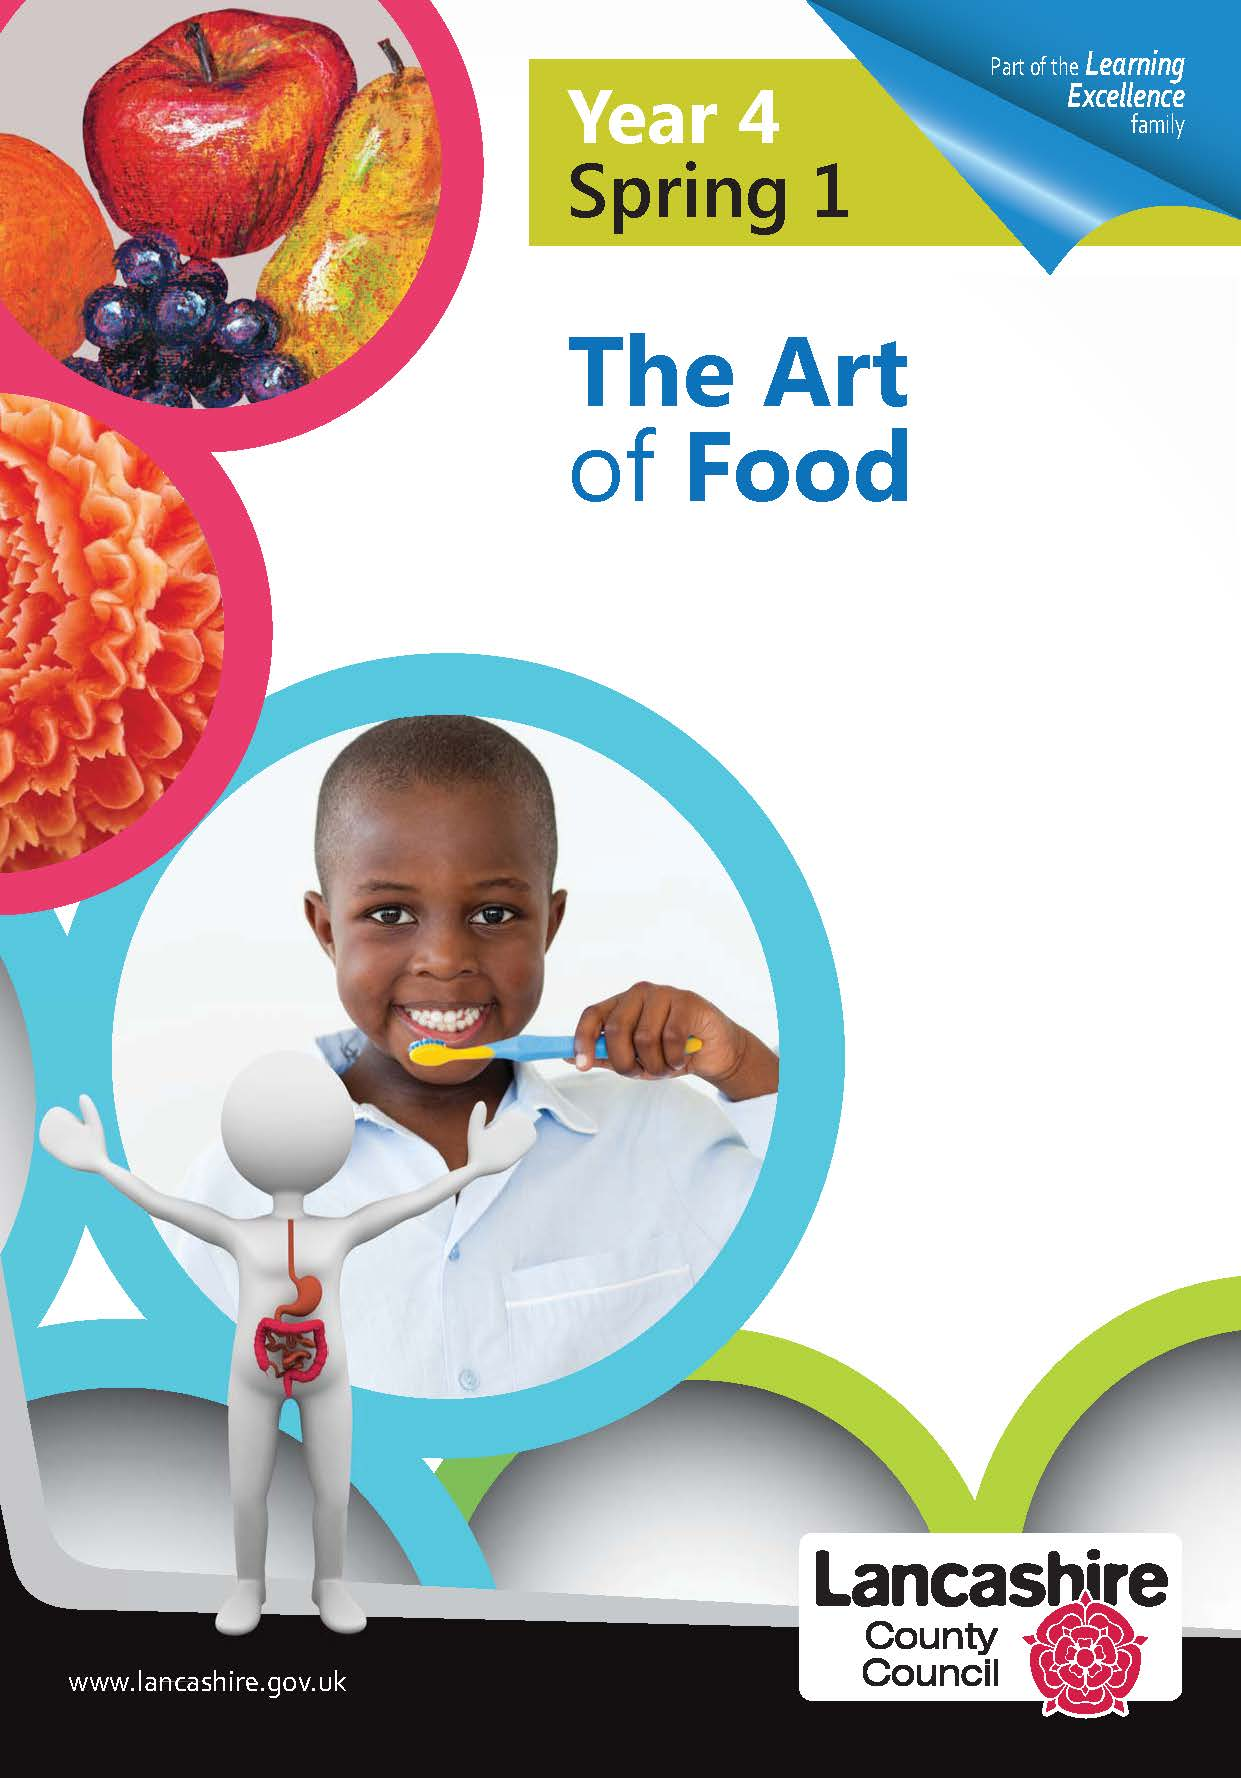 Part of the Learning
Excellence
family
Year 4
Spring 1
The Art
of Food
Lancashire
County
Council
www.lancashire.gov.uk